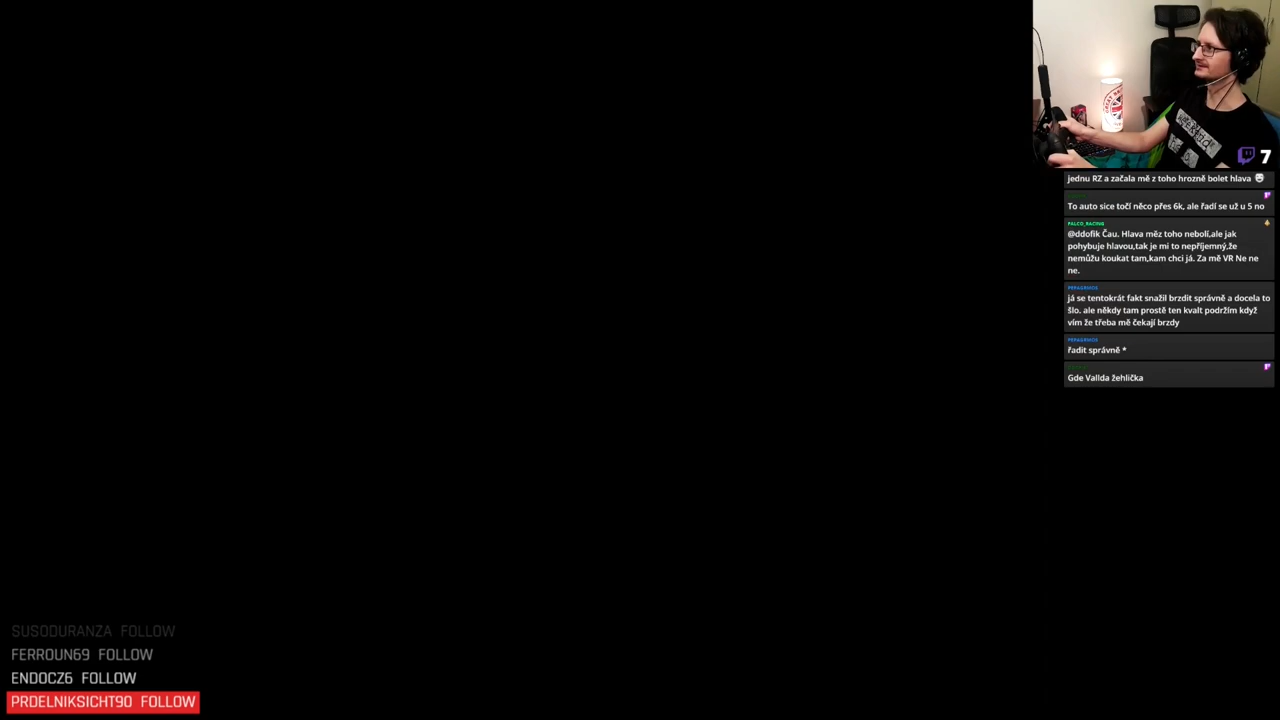 7
jednu RZ a začala mě z toho hrozně bolet hlava
To auto sice točí něco přes 6k, ale řadí se už u 5 no
PALCO_RACING
@ddofik Čau. Hlava měz toho nebolí,ale jak
pohybuje hlavou,tak je mi to nepříjemný,že
nemůžu koukat tam,kam chci já. Za mě VR Ne ne
ne.
já se tentokrát fakt snažil brzdit správně a docela to
šlo. ale někdy tam prostě ten kvalt podržím když
vím že třeba mě čekají brzdy
řadit správně *
Gde Vallda žehlička
SUSODURANZA FOLLOW
FERROUN69 FOLLOW
ENDOCZ6 FOLLOW
PRDELNIKSICHT90 FOLLOW